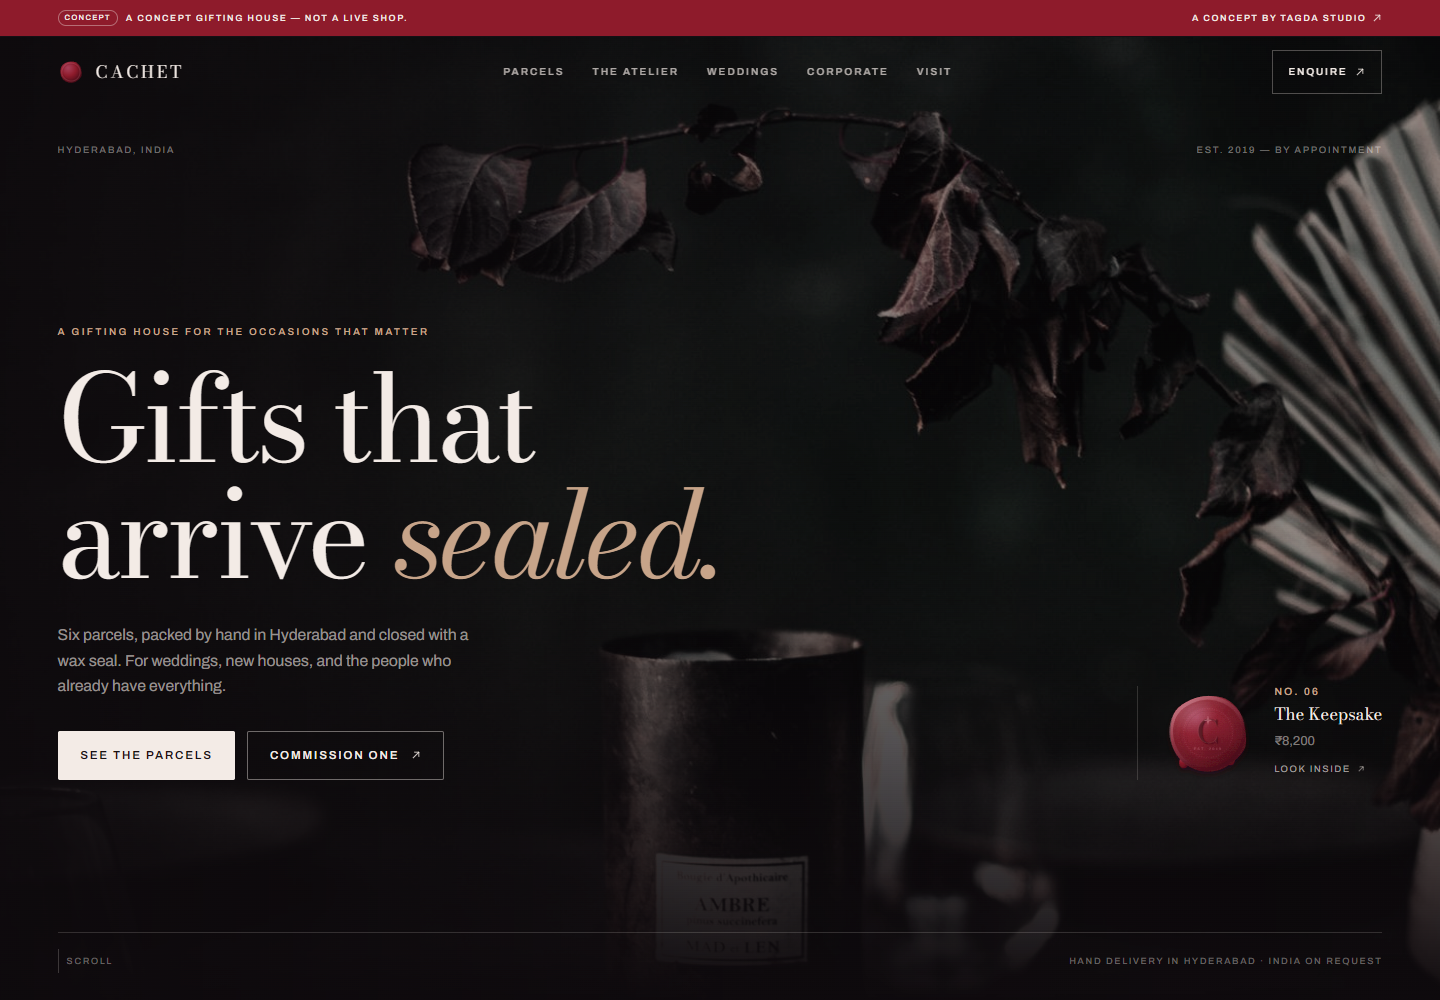 CONCEPT A CONCEPT GIFTING HOUSE — NOT A LIVE SHOP.
A CONCEPT BY TAGDA STUDIO ↗
CACHET
PARCELS THE ATELIER WEDDINGS CORPORATE VISIT
ENQUIRE ↗
HYDERABAD, INDIA
EST. 2019 — BY APPOINTMENT
A GIFTING HOUSE FOR THE OCCASIONS THAT MATTER
Gifts that
arrive sealed.
Six parcels, packed by hand in Hyderabad and closed with a
wax seal. For weddings, new houses, and the people who
already have everything.
SEE THE PARCELS
COMMISSION ONE ↗
C
NO. 06
The Keepsake
₹8,200
LOOK INSIDE ↗
d'Apothicaire
AMBRE
MAD et LEN
SCROLL
HAND DELIVERY IN HYDERABAD · INDIA ON REQUEST